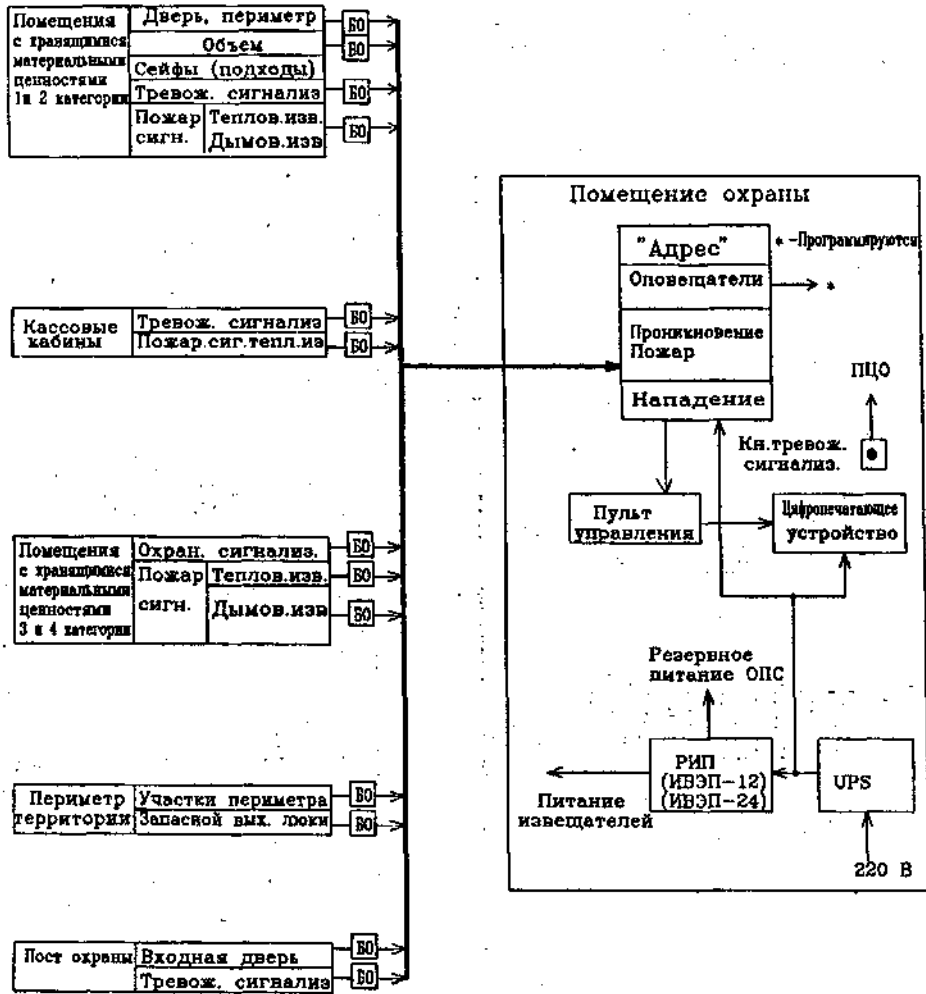 Помещения
с хранящимися
материальными
ценностями
1и 2 категории
Дверь, периметр
БО
Объем
БО
Сейфы (подходы)
Тревож. сигнализ
БО
Пожар
сигн.
Теплов.изв.
Дымов.изв
БО
Кассовые
кабины
Тревож. сигнализ
БО
Пожар.сиг.тепл.из
БО
Помещения
с хранящимися
материальными
ценностями
3 и 4 категории
Охран. сигнализ.
БО
Пожар
сигн.
Теплов.изв.
БО
Дымов.изв
БО
Периметр
территории
Участки периметра
БО
Запасной вых. люки
БО
Пост охраны
Входная дверь
БО
Тревож. сигнализ
БО
Помещение охраны
"Адрес"
* -Программируются
Оповещатели
*
Проникновение
Пожар
Нападение
ПЦО
Кн.тревож.
сигнализ.
Пульт
управления
Цифропечатающее
устройство
Резервное
питание ОПС
РИП
(ИВЭП-12)
(ИВЭП-24)
UPS
Питание
извещателей
220 В